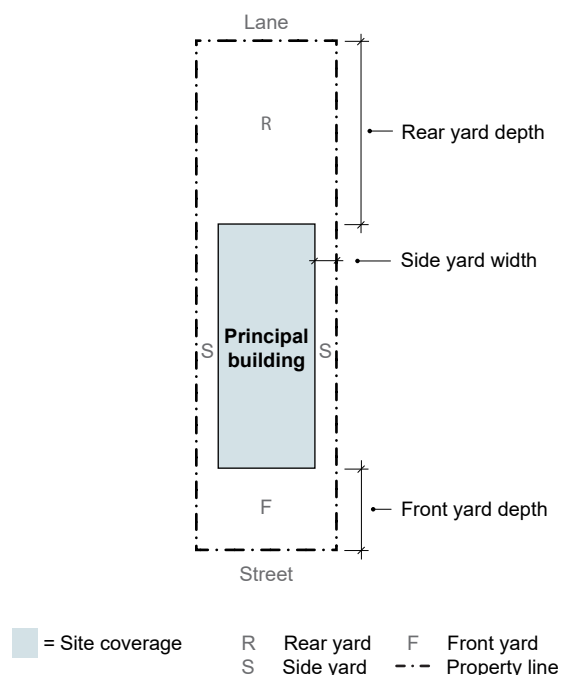 Lane
R
Rear yard depth
Side yard width
Principal
building
S
S
F
Front yard depth
Street
= Site coverage
R Rear yard
F Front yard
S Side yard
Property line